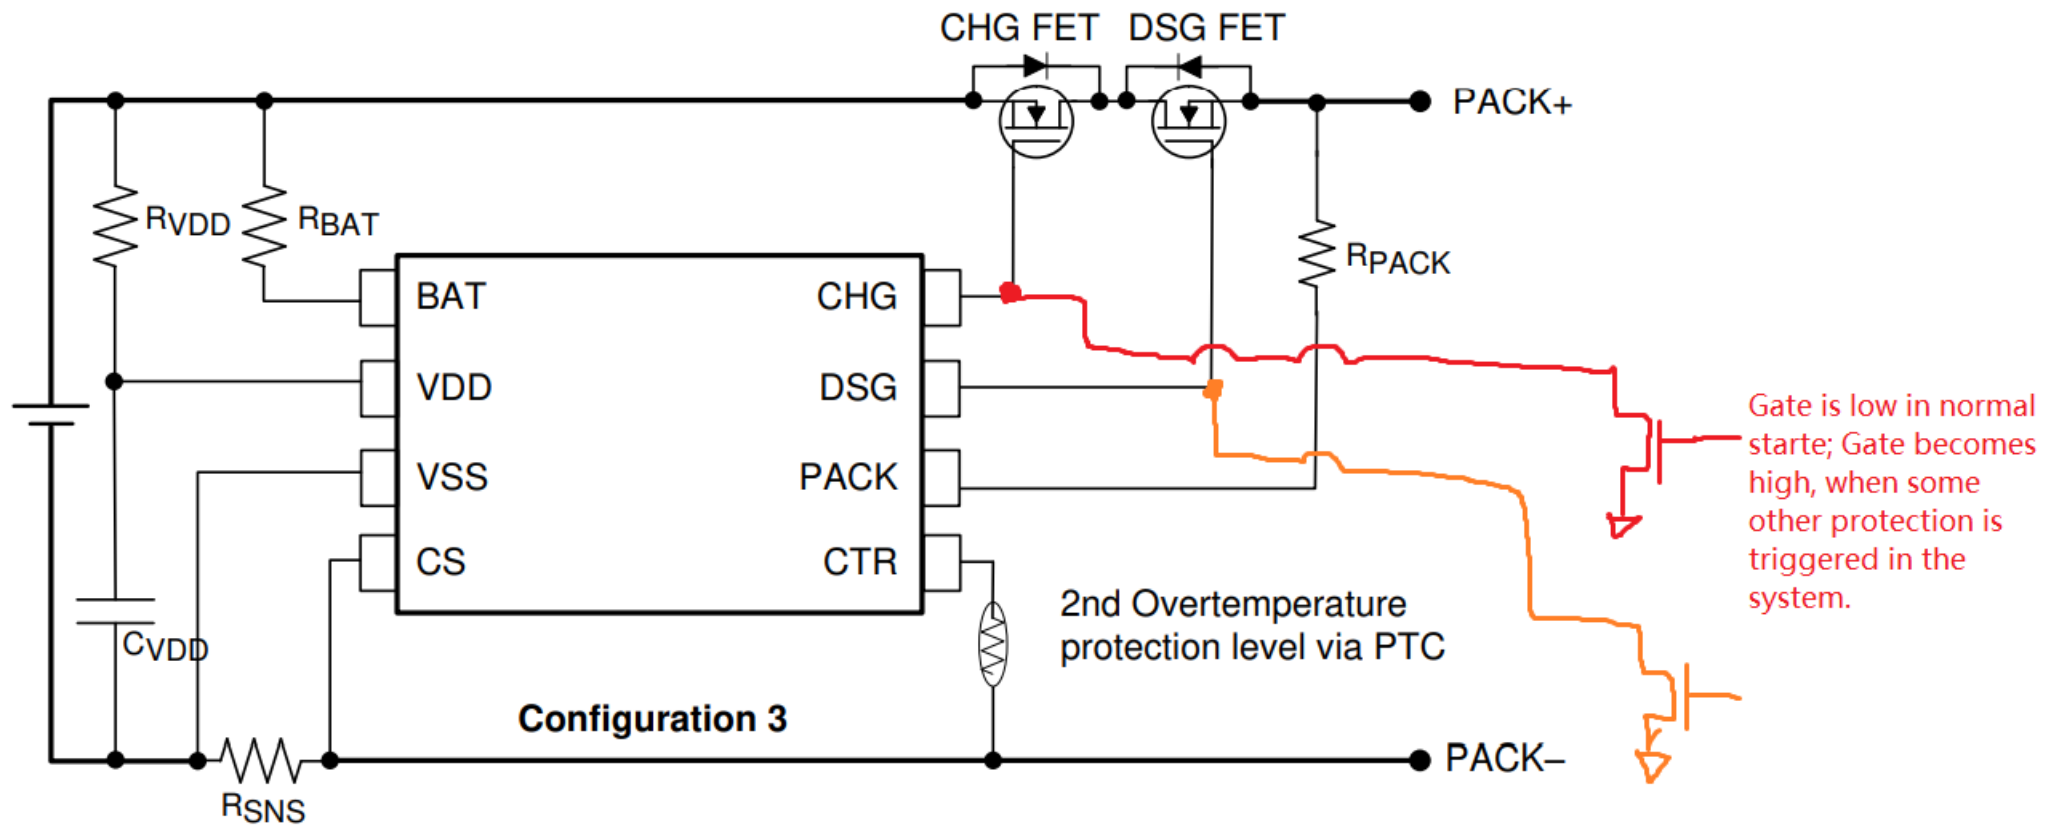 CHG FET DSG FET
PACK+
RVDD RBAT
RPACK
BAT CHG
VDD DSG
VSS PACK
CS CTR
Gate is low in normal
starte; Gate becomes
high, when some
other protection is
triggered in the
system.
CVDD
2nd Overtemperature
protection level via PTC
Configuration 3
PACK–
RSNS